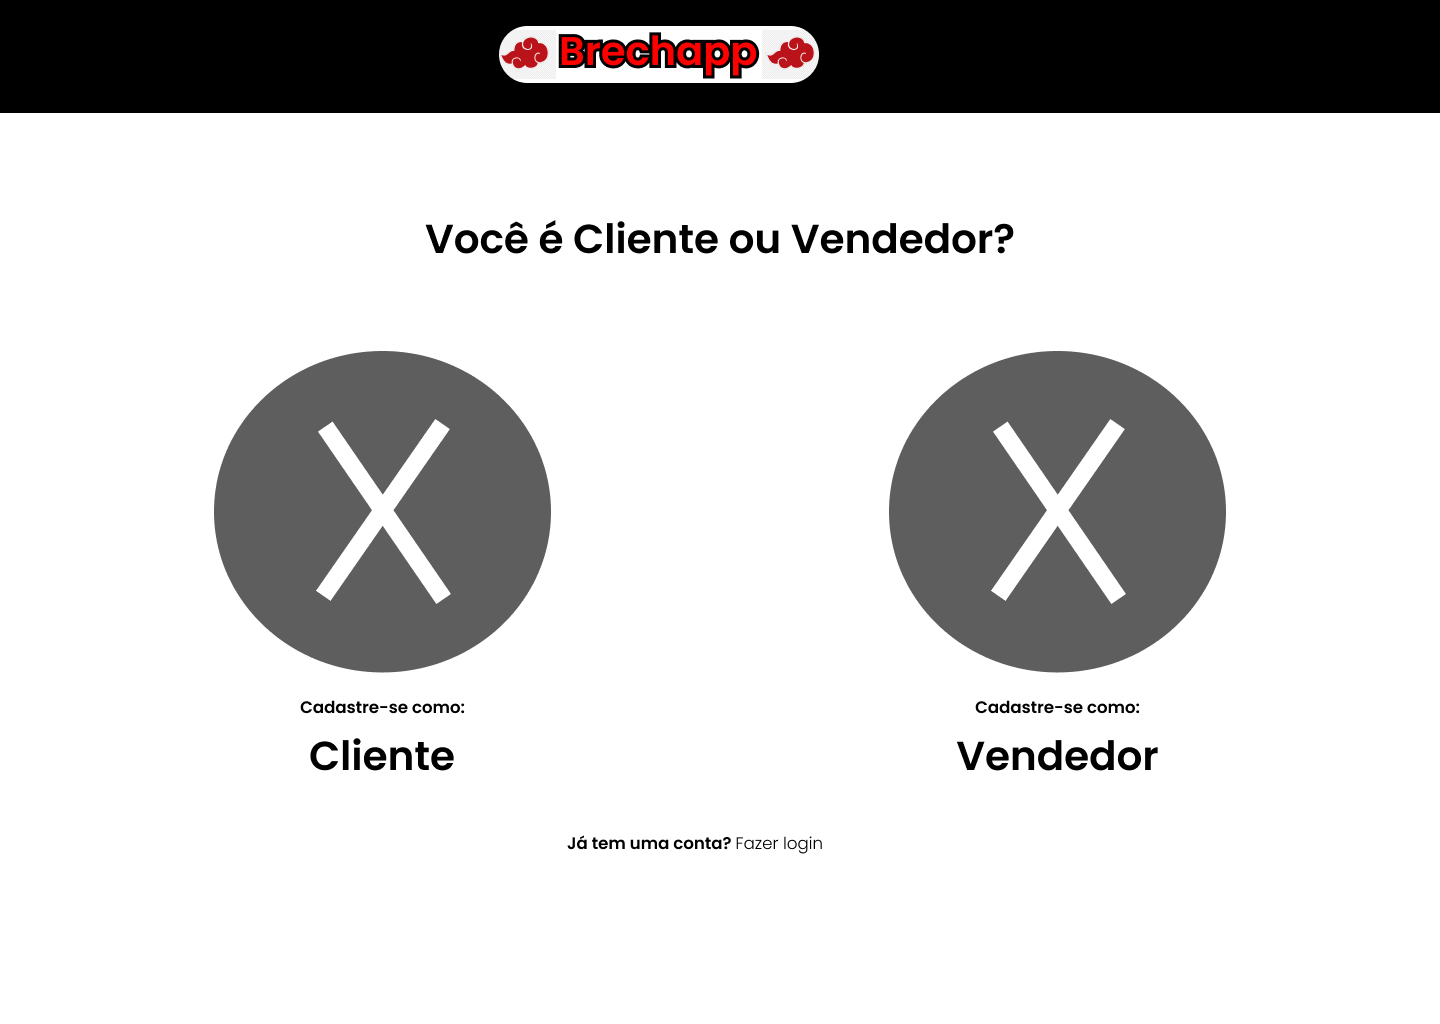 Brechapp
Você é Cliente ou Vendedor?
Cadastre-se como:
Cliente
Cadastre-se como:
Vendedor
Já tem uma conta? Fazer login